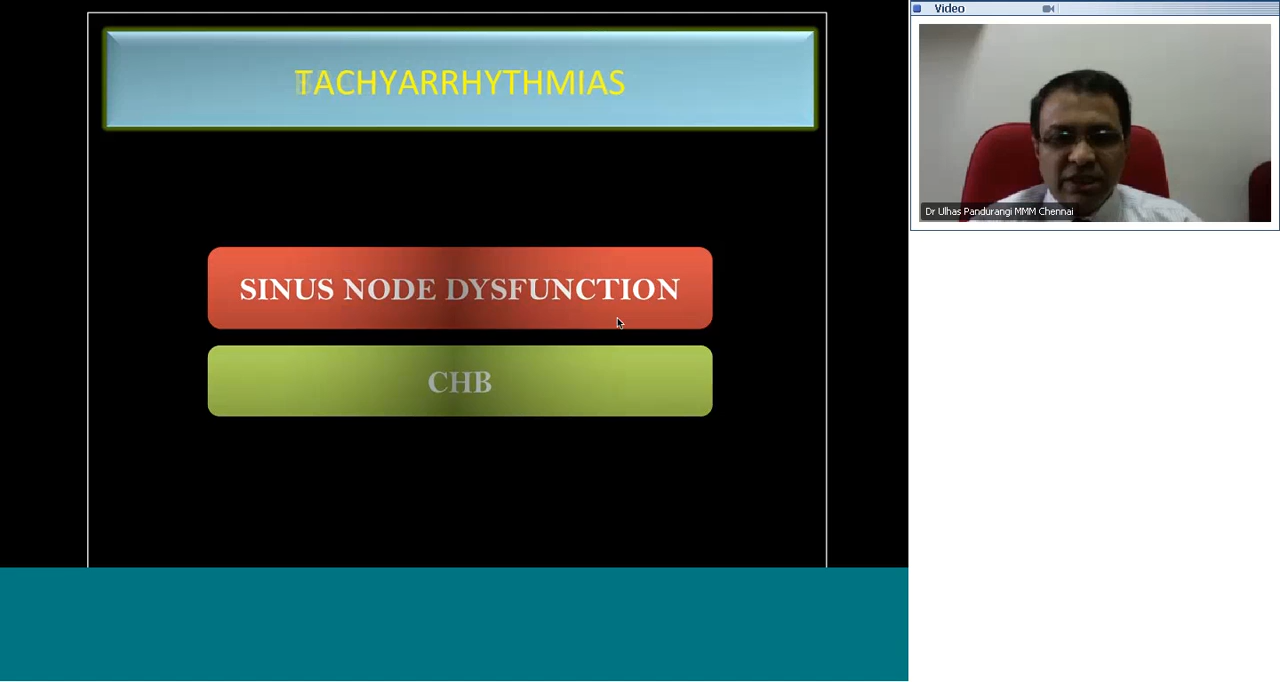 TACHYARRHYTHMIAS
SINUS NODE DYSFUNCTION
CHB
Video
Dr Ulhas Pandurangi MMM Chennai